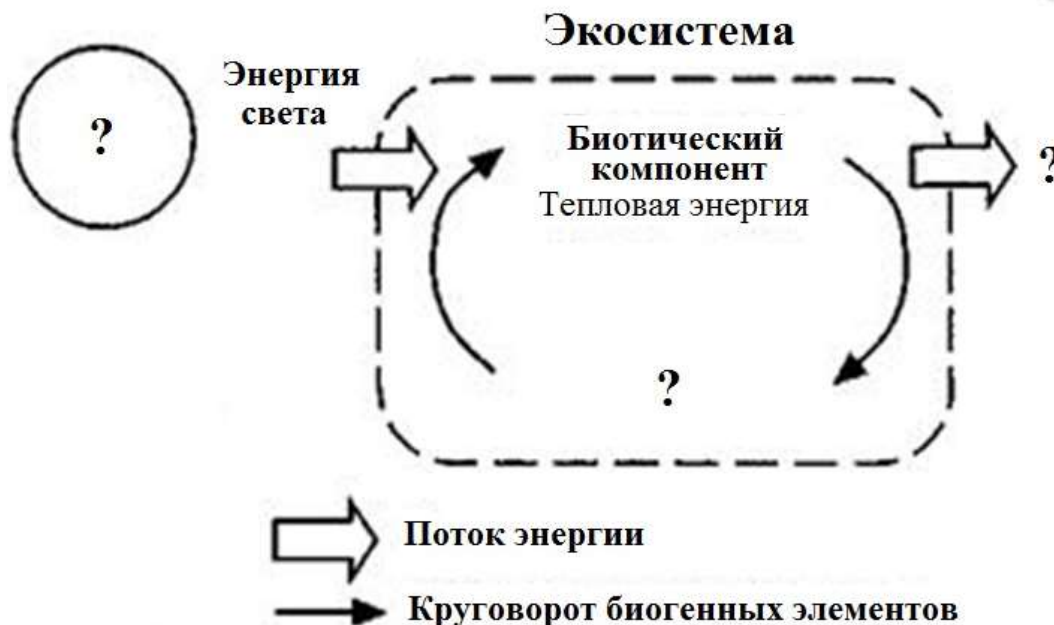 Экосистема
Энергия
света
?
Биотический
компонент
Тепловая энергия
?
?
Поток энергии
Круговорот биогенных элементов